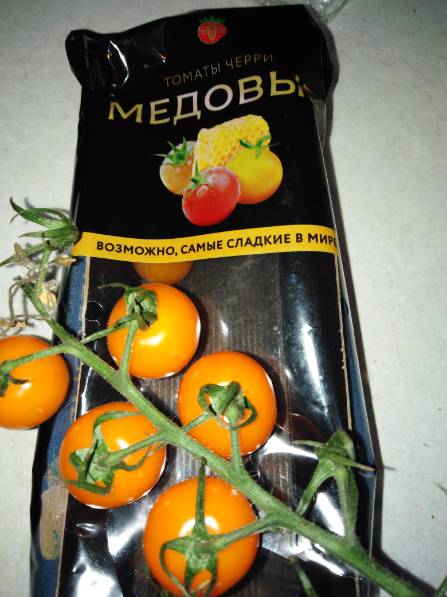 ТОМАТЫ ЧЕРРИ
МЕДОВЫ
ВОЗМОЖНО, САМЫЕ СЛАДКИЕ В МИРЕ